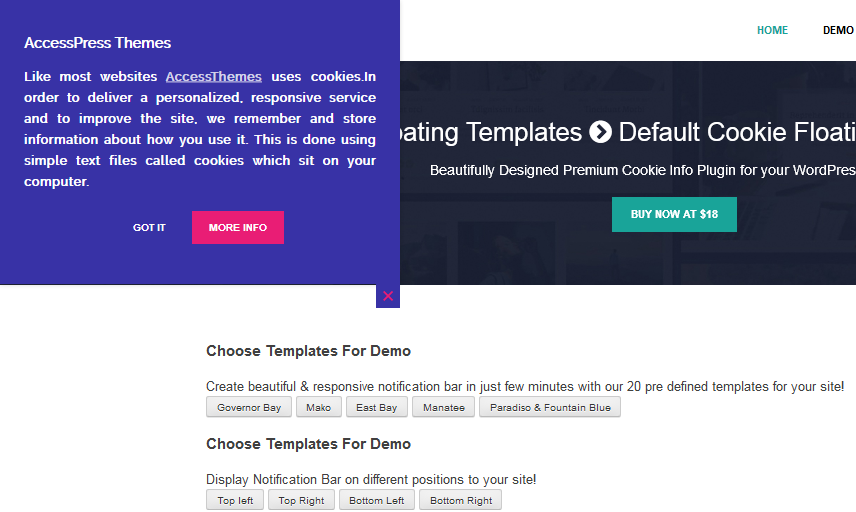 AccessPress Themes
Like most websites AccessThemes uses cookies.In
order to deliver a personalized, responsive service
and to improve the site, we remember and store
information about how you use it. This is done using
simple text files called cookies which sit on your
computer.
GOT IT MORE INFO
HOME DEMO
oating Templates Default Cookie Floati
Beautifully Designed Premium Cookie Info Plugin for your WordPres
BUY NOW AT $18
Choose Templates For Demo
Create beautiful & responsive notification bar in just few minutes with our 20 pre defined templates for your site!
Governor Bay Mako East Bay Manatee Paradiso & Fountain Blue
Choose Templates For Demo
Display Notification Bar on different positions to your site!
Top left Top Right Bottom Left Bottom Right